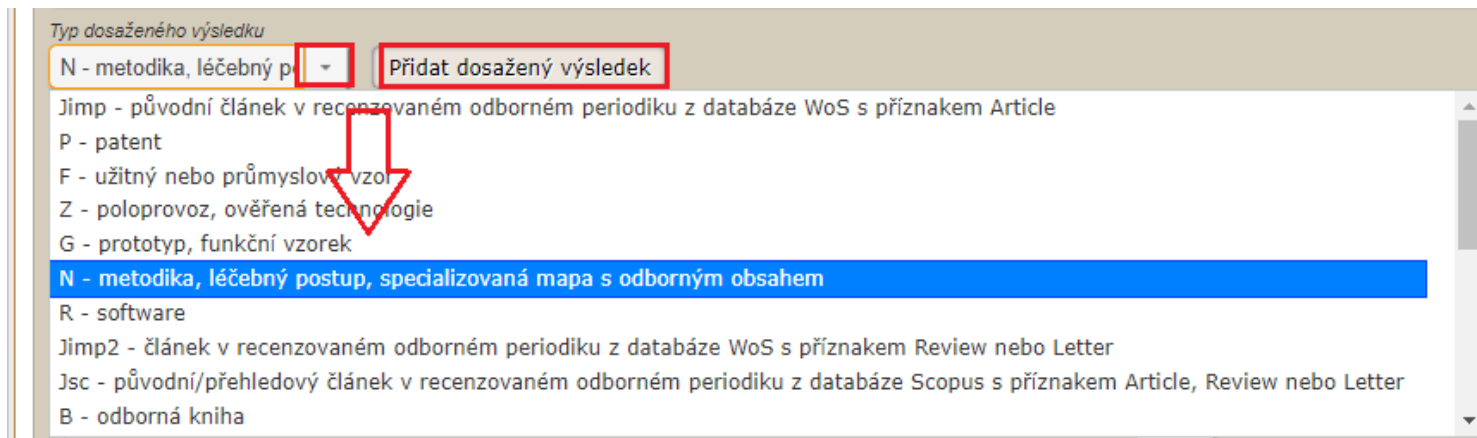 Typ dosaženého výsledku
N - metodika, léčebný p Přidat dosažený výsledek
Jimp - původní článek v recenzovaném odborném periodiku z databáze WoS s příznakem Article
P - patent
F - užitný nebo průmyslový vzor
Z - poloprovoz, ověřená technologie
G - prototyp, funkční vzorek
N - metodika, léčebný postup, specializovaná mapa s odborným obsahem
R - software
Jimp2 - článek v recenzovaném odborném periodiku z databáze WoS s příznakem Review nebo Letter
Jsc - původní/přehledový článek v recenzovaném odborném periodiku z databáze Scopus s příznakem Article, Review nebo Letter
B - odborná kniha